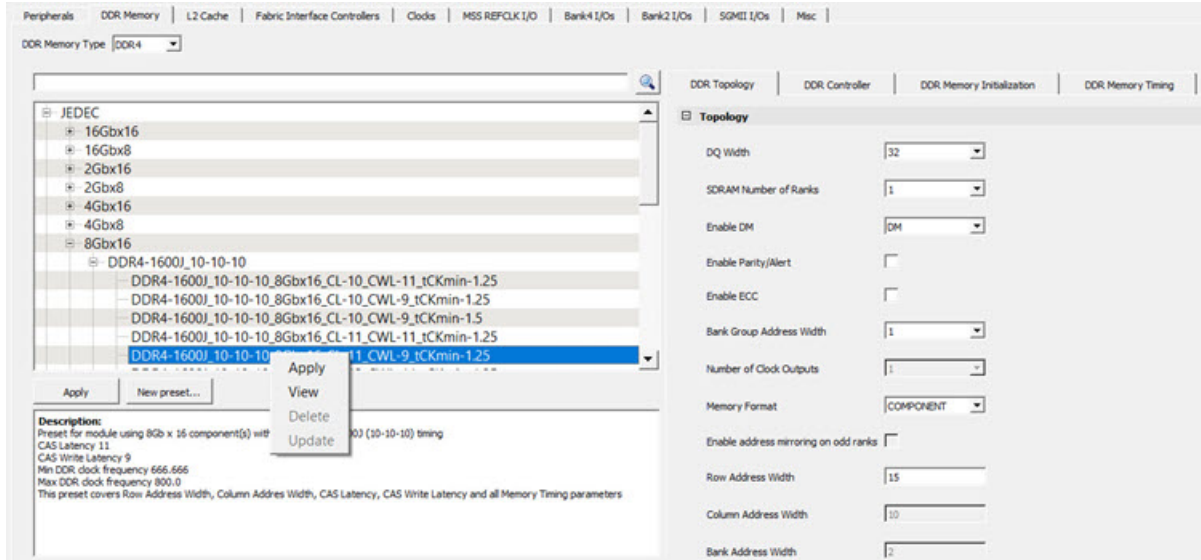 Peripherals DDR Memory L2 Cache Fabric Interface Controllers Clocks MSS REFCLK I/O Bank4 I/Os Bank2 I/Os SGMII I/Os Misc
DDR Memory Type DDR4
JEDEC
16Gbx16
16Gbx8
2Gbx16
2Gbx8
4Gbx16
4Gbx8
8Gbx16
DDR4-1600J_10-10-10
DDR4-1600J_10-10-10_8Gbx16_CL-10_CWL-11_tCKmin-1.25
DDR4-1600J_10-10-10_8Gbx16_CL-10_CWL-9_tCKmin-1.25
DDR4-1600J_10-10-10_8Gbx16_CL-10_CWL-9_tCKmin-1.5
DDR4-1600J_10-10-10_8Gbx16_CL-11_CWL-11_tCKmin-1.25
DDR4-1600J_10-10-10_8Gbx16_CL-11_CWL-9_tCKmin-1.25
Apply
View
Delete
Update
Apply New preset...
Description:
Preset for module using 8Gb x 16 component(s) with 00J (10-10-10) timing
CAS Latency 11
CAS Write Latency 9
Min DDR clock frequency 666.666
Max DDR clock frequency 800.0
This preset covers Row Address Width, Column Addres Width, CAS Latency, CAS Write Latency and all Memory Timing parameters
DDR Topology DDR Controller DDR Memory Initialization DDR Memory Timing
Topology
DQ Width 32
SDRAM Number of Ranks 1
Enable DM DM
Enable Parity/Alert
Enable ECC
Bank Group Address Width 1
Number of Clock Outputs 1
Memory Format COMPONENT
Enable address mirroring on odd ranks
Row Address Width 15
Column Address Width 10
Bank Address Width 2